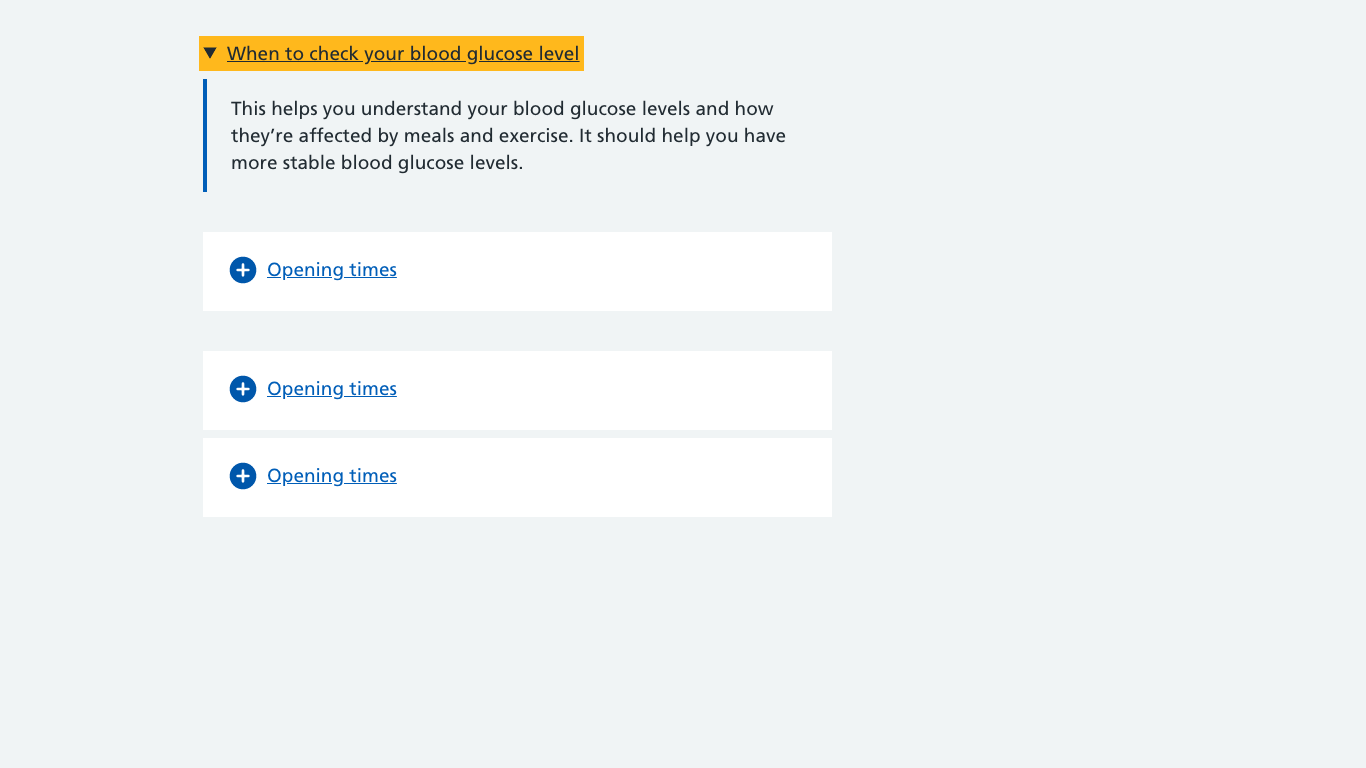 When to check your blood glucose level
This helps you understand your blood glucose levels and how
they’re affected by meals and exercise. It should help you have
more stable blood glucose levels.
Opening times
Opening times
Opening times